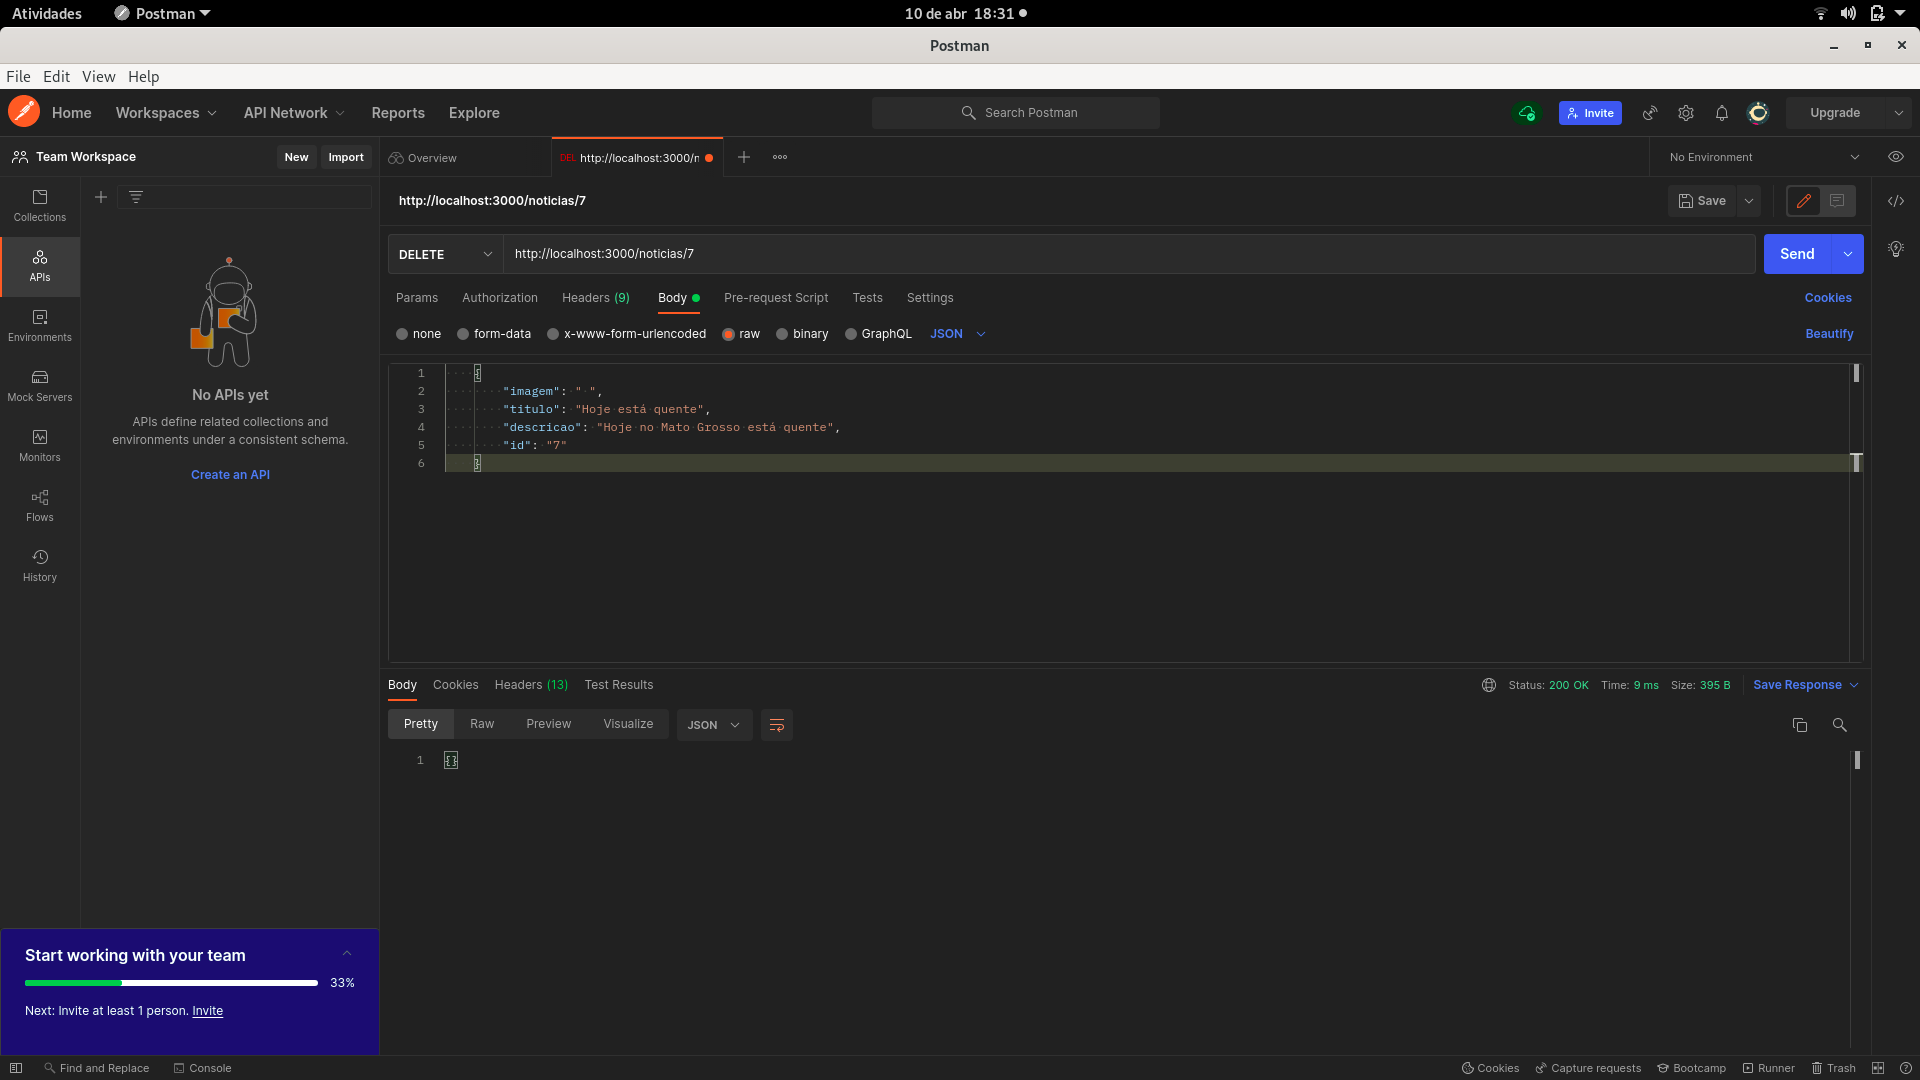 Atividades
Postman
10 de abr 18:31
Postman
File Edit View Help
Home
Workspaces
API Network
Reports
Explore
Search Postman
Invite
Upgrade
Team Workspace
New
Import
Overview
DEL http://localhost:3000/n
No Environment
Collections
APIs
Environments
Mock Servers
Monitors
Flows
History
No APIs yet
APIs define related collections and
environments under a consistent schema.
Create an API
http://localhost:3000/noticias/7
Save
DELETE
http://localhost:3000/noticias/7
Send
Params
Authorization
Headers (9)
Body
Pre-request Script
Tests
Settings
Cookies
none
form-data
x-www-form-urlencoded
raw
binary
GraphQL
JSON
Beautify
1 {
2 "imagem": " ",
3 "titulo": "Hoje está quente",
4 "descricao": "Hoje no Mato Grosso está quente",
5 "id": "7"
6 }
Body
Cookies
Headers (13)
Test Results
Status: 200 OK
Time: 9 ms
Size: 395 B
Save Response
Pretty
Raw
Preview
Visualize
JSON
1 {}
Start working with your team
33%
Next: Invite at least 1 person. Invite
Find and Replace
Console
Cookies
Capture requests
Bootcamp
Runner
Trash